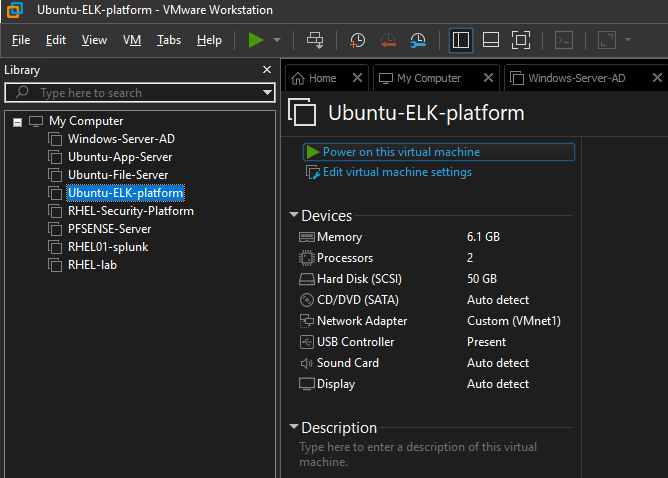 Ubuntu-ELK-platform - VMware Workstation
File Edit View VM Tabs Help
Library
Type here to search
My Computer
Windows-Server-AD
Ubuntu-App-Server
Ubuntu-File-Server
Ubuntu-ELK-platform
RHEL-Security-Platform
PFSENSE-Server
RHEL01-splunk
RHEL-lab
Home
My Computer
Windows-Server-AD
Ubuntu-ELK-platform
Power on this virtual machine
Edit virtual machine settings
Devices
Memory 6.1 GB
Processors 2
Hard Disk (SCSI) 50 GB
CD/DVD (SATA) Auto detect
Network Adapter Custom (VMnet1)
USB Controller Present
Sound Card Auto detect
Display Auto detect
Description
Type here to enter a description of this virtual
machine.